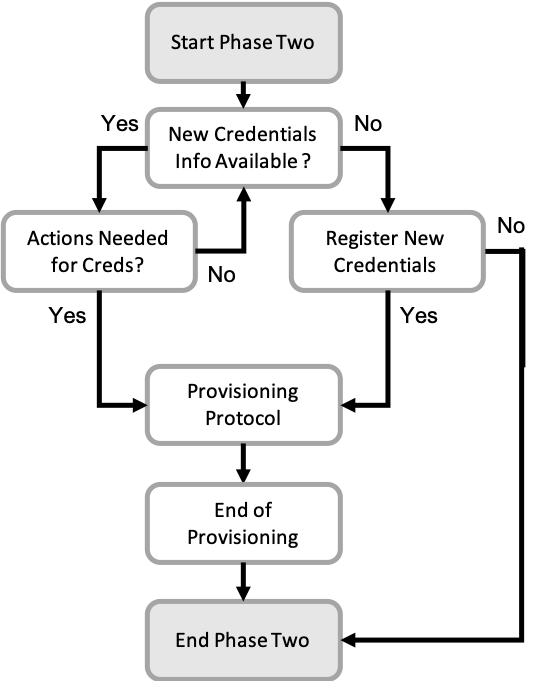 Start Phase Two
Yes
No
New Credentials
Info Available ?
Actions Needed
for Creds?
No
Register New
Credentials
No
Yes
Yes
Provisioning
Protocol
End of
Provisioning
End Phase Two